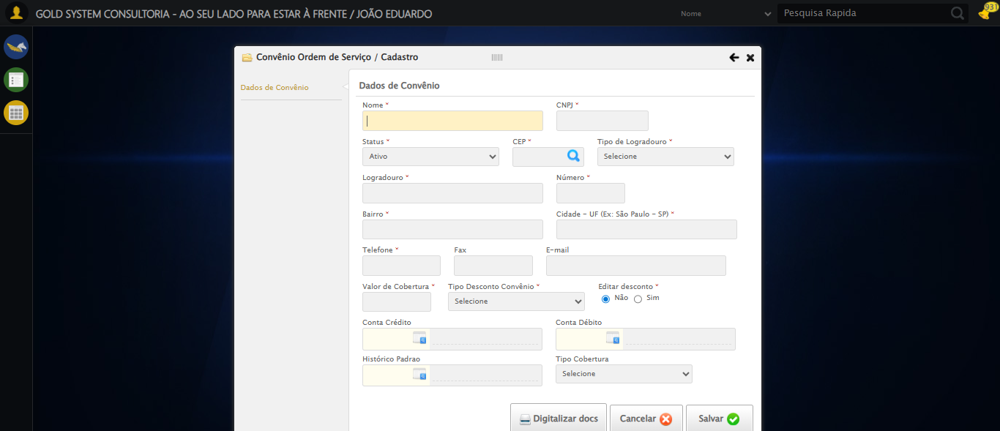 GOLD SYSTEM CONSULTORIA - AO SEU LADO PARA ESTAR À FRENTE / JOÃO EDUARDO
Nome
Pesquisa Rapida
931
Convênio Ordem de Serviço / Cadastro
Dados de Convênio
Dados de Convênio
Nome *
CNPJ *
Status *
CEP *
Tipo de Logradouro *
Ativo
Selecione
Logradouro *
Número *
Bairro *
Cidade - UF (Ex: São Paulo - SP) *
Telefone *
Fax
E-mail
Valor de Cobertura *
Tipo Desconto Convênio *
Editar desconto *
Selecione
Não
Sim
Conta Crédito
Conta Débito
Histórico Padrao
Tipo Cobertura
Selecione
Digitalizar docs
Cancelar
Salvar